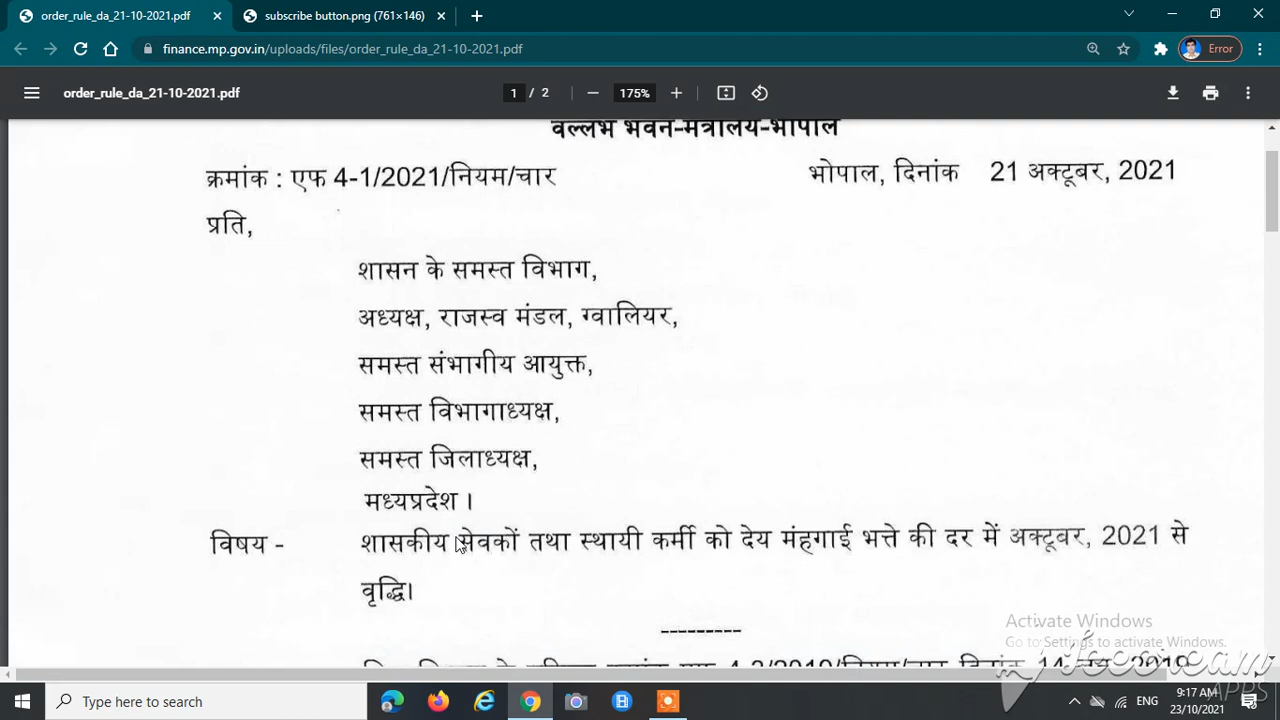 order_rule_da_21-10-2021.pdf
subscribe button.png (761×146)
finance.mp.gov.in/uploads/files/order_rule_da_21-10-2021.pdf
Error
order_rule_da_21-10-2021.pdf
1 / 2
175%
वल्लभ भवन-मंत्रालय-भोपाल
क्रमांक : एफ 4-1/2021/नियम/चार
भोपाल, दिनांक 21 अक्टूबर, 2021
प्रति,
शासन के समस्त विभाग,
अध्यक्ष, राजस्व मंडल, ग्वालियर,
समस्त संभागीय आयुक्त,
समस्त विभागाध्यक्ष,
समस्त जिलाध्यक्ष,
मध्यप्रदेश ।
विषय - शासकीय सेवकों तथा स्थायी कर्मी को देय मंहगाई भत्ते की दर में अक्टूबर, 2021 से
वृद्धि।
---------
Activate Windows
Go to Settings to activate Windows.
APPS
Type here to search
ENG
9:17 AM
23/10/2021